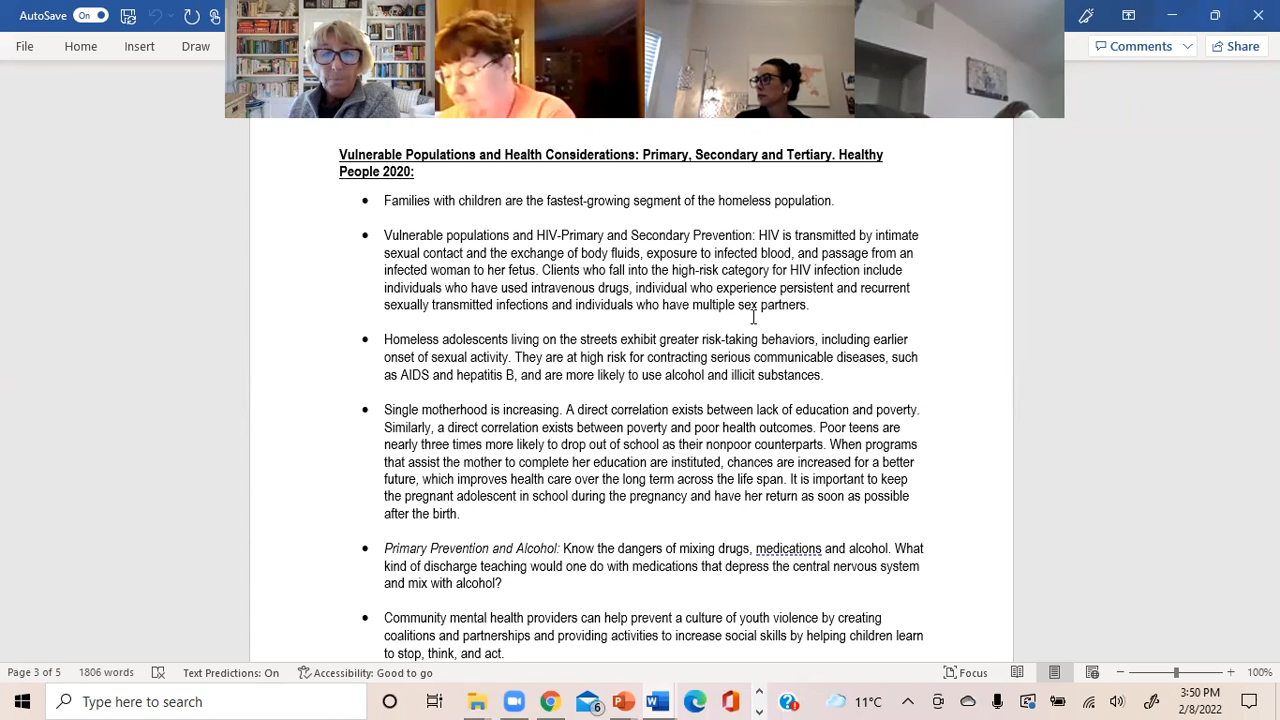 AutoSave Off
File Home Insert Draw
Comments Share
Vulnerable Populations and Health Considerations: Primary, Secondary and Tertiary. Healthy
People 2020:
• Families with children are the fastest-growing segment of the homeless population.
• Vulnerable populations and HIV-Primary and Secondary Prevention: HIV is transmitted by intimate
sexual contact and the exchange of body fluids, exposure to infected blood, and passage from an
infected woman to her fetus. Clients who fall into the high-risk category for HIV infection include
individuals who have used intravenous drugs, individual who experience persistent and recurrent
sexually transmitted infections and individuals who have multiple sex partners.
• Homeless adolescents living on the streets exhibit greater risk-taking behaviors, including earlier
onset of sexual activity. They are at high risk for contracting serious communicable diseases, such
as AIDS and hepatitis B, and are more likely to use alcohol and illicit substances.
• Single motherhood is increasing. A direct correlation exists between lack of education and poverty.
Similarly, a direct correlation exists between poverty and poor health outcomes. Poor teens are
nearly three times more likely to drop out of school as their nonpoor counterparts. When programs
that assist the mother to complete her education are instituted, chances are increased for a better
future, which improves health care over the long term across the life span. It is important to keep
the pregnant adolescent in school during the pregnancy and have her return as soon as possible
after the birth.
• Primary Prevention and Alcohol: Know the dangers of mixing drugs, medications and alcohol. What
kind of discharge teaching would one do with medications that depress the central nervous system
and mix with alcohol?
• Community mental health providers can help prevent a culture of youth violence by creating
coalitions and partnerships and providing activities to increase social skills by helping children learn
to stop, think, and act.
Page 3 of 5 1806 words Text Predictions: On Accessibility: Good to go Focus 100%
Type here to search 6 11°C 3:50 PM
2/8/2022